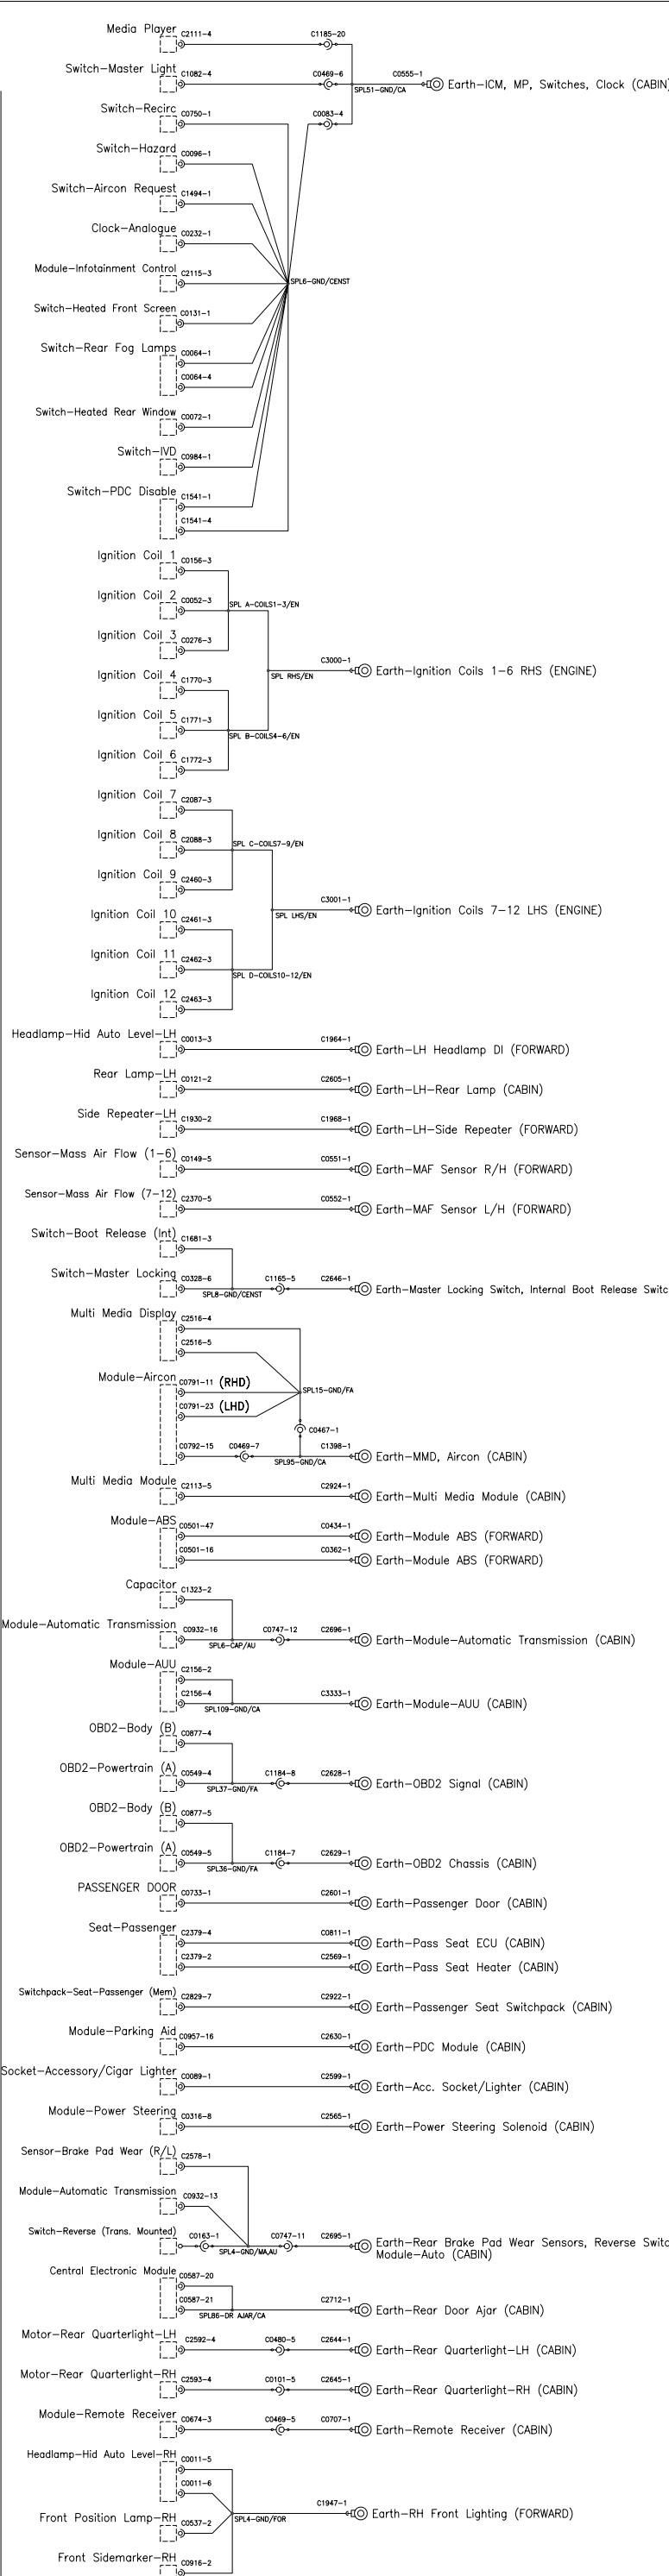 Media Player
C2111-4
C1185-20
Switch-Master Light
C1082-4
C0469-6
C0555-1
Earth-ICM, MP, Switches, Clock (CABIN)
SPL51-GND/CA
Switch-Recirc
C0750-1
C0083-4
Switch-Hazard
C0096-1
Switch-Aircon Request
C1494-1
Clock-Analogue
C0232-1
Module-Infotainment Control
C2115-3
SPL6-GND/CENST
Switch-Heated Front Screen
C0131-1
Switch-Rear Fog Lamps
C0064-1
C0064-4
Switch-Heated Rear Window
C0072-1
Switch-IVD
C0984-1
Switch-PDC Disable
C1541-1
C1541-4
Ignition Coil 1
C0156-3
Ignition Coil 2
C0052-3
SPL A-COILS1-3/EN
Ignition Coil 3
C0276-3
C3000-1
Earth-Ignition Coils 1-6 RHS (ENGINE)
SPL RHS/EN
Ignition Coil 4
C1770-3
Ignition Coil 5
C1771-3
SPL B-COILS4-6/EN
Ignition Coil 6
C1772-3
Ignition Coil 7
C2087-3
Ignition Coil 8
C2088-3
SPL C-COILS7-9/EN
Ignition Coil 9
C2460-3
C3001-1
Earth-Ignition Coils 7-12 LHS (ENGINE)
SPL LHS/EN
Ignition Coil 10
C2461-3
Ignition Coil 11
C2462-3
SPL D-COILS10-12/EN
Ignition Coil 12
C2463-3
Headlamp-Hid Auto Level-LH
C0013-3
C1964-1
Earth-LH Headlamp DI (FORWARD)
Rear Lamp-LH
C0121-2
C2605-1
Earth-LH-Rear Lamp (CABIN)
Side Repeater-LH
C1930-2
C1968-1
Earth-LH-Side Repeater (FORWARD)
Sensor-Mass Air Flow (1-6)
C0149-5
C0551-1
Earth-MAF Sensor R/H (FORWARD)
Sensor-Mass Air Flow (7-12)
C2370-5
C0552-1
Earth-MAF Sensor L/H (FORWARD)
Switch-Boot Release (Int)
C1681-3
Switch-Master Locking
C0328-6
C1165-5
C2646-1
Earth-Master Locking Switch, Internal Boot Release Switc
SPL8-GND/CENST
Multi Media Display
C2516-4
C2516-5
Module-Aircon
C0791-11 (RHD)
SPL15-GND/FA
C0791-23 (LHD)
C0467-1
C0792-15
C0469-7
C1398-1
Earth-MMD, Aircon (CABIN)
SPL95-GND/CA
Multi Media Module
C2113-5
C2924-1
Earth-Multi Media Module (CABIN)
Module-ABS
C0501-47
C0434-1
Earth-Module ABS (FORWARD)
C0501-16
C0362-1
Earth-Module ABS (FORWARD)
Capacitor
C1323-2
Module-Automatic Transmission
C0932-16
C0747-12
C2696-1
Earth-Module-Automatic Transmission (CABIN)
SPL6-CAP/AU
Module-AUU
C2156-2
C2156-4
C3333-1
Earth-Module-AUU (CABIN)
SPL109-GND/CA
OBD2-Body (B)
C0877-4
OBD2-Powertrain (A)
C0549-4
C1184-8
C2628-1
Earth-OBD2 Signal (CABIN)
SPL37-GND/FA
OBD2-Body (B)
C0877-5
OBD2-Powertrain (A)
C0549-5
C1184-7
C2629-1
Earth-OBD2 Chassis (CABIN)
SPL36-GND/FA
PASSENGER DOOR
C0733-1
C2601-1
Earth-Passenger Door (CABIN)
Seat-Passenger
C2379-4
C0811-1
Earth-Pass Seat ECU (CABIN)
C2379-2
C2569-1
Earth-Pass Seat Heater (CABIN)
Switchpack-Seat-Passenger (Mem)
C2829-7
C2922-1
Earth-Passenger Seat Switchpack (CABIN)
Module-Parking Aid
C0957-16
C2630-1
Earth-PDC Module (CABIN)
Socket-Accessory/Cigar Lighter
C0089-1
C2599-1
Earth-Acc. Socket/Lighter (CABIN)
Module-Power Steering
C0316-8
C2565-1
Earth-Power Steering Solenoid (CABIN)
Sensor-Brake Pad Wear (R/L)
C2578-1
Module-Automatic Transmission
C0932-13
Switch-Reverse (Trans. Mounted)
C0163-1
C0747-11
C2695-1
Earth-Rear Brake Pad Wear Sensors, Reverse Switc
Module-Auto (CABIN)
SPL4-GND/MA,AU
Central Electronic Module
C0587-20
C0587-21
C2712-1
Earth-Rear Door Ajar (CABIN)
SPL86-DR AJAR/CA
Motor-Rear Quarterlight-LH
C2592-4
C0480-5
C2644-1
Earth-Rear Quarterlight-LH (CABIN)
Motor-Rear Quarterlight-RH
C2593-4
C0101-5
C2645-1
Earth-Rear Quarterlight-RH (CABIN)
Module-Remote Receiver
C0674-3
C0469-5
C0707-1
Earth-Remote Receiver (CABIN)
Headlamp-Hid Auto Level-RH
C0011-5
C0011-6
C1947-1
Earth-RH Front Lighting (FORWARD)
SPL4-GND/FOR
Front Position Lamp-RH
C0537-2
Front Sidemarker-RH
C0916-2